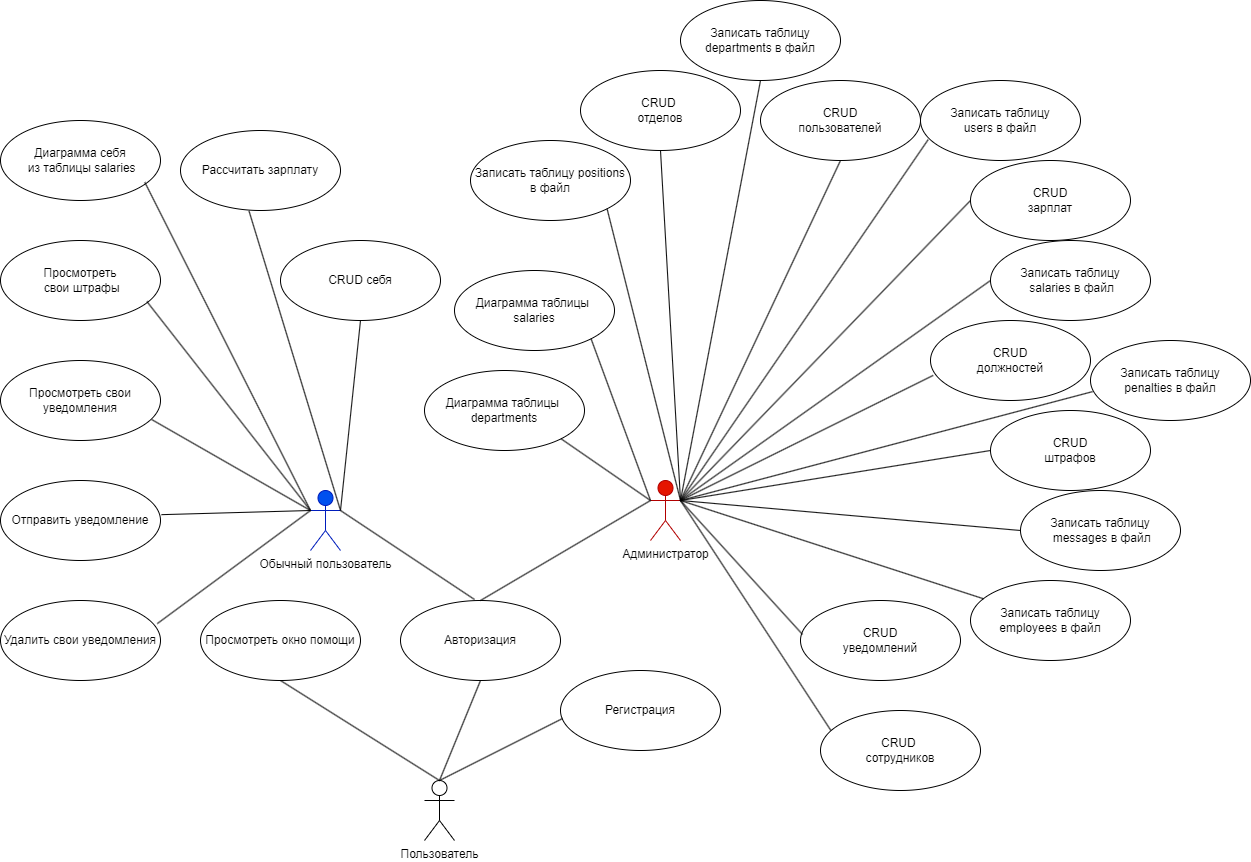 Записать таблицу
departments в файл
CRUD
отделов
CRUD
пользователей
Записать таблицу
users в файл
Диаграмма себя
из таблицы salaries
Рассчитать зарплату
Записать таблицу positions
в файл
CRUD
зарплат
Просмотреть
свои штрафы
CRUD себя
Диаграмма таблицы
salaries
Записать таблицу
salaries в файл
CRUD
должностей
Записать таблицу
penalties в файл
Просмотреть свои
уведомления
Диаграмма таблицы
departments
CRUD
штрафов
Отправить уведомление
Записать таблицу
messages в файл
Обычный пользователь
Администратор
Записать таблицу
employees в файл
Удалить свои уведомления
Просмотреть окно помощи
Авторизация
CRUD
уведомлений
Регистрация
CRUD
сотрудников
Пользователь